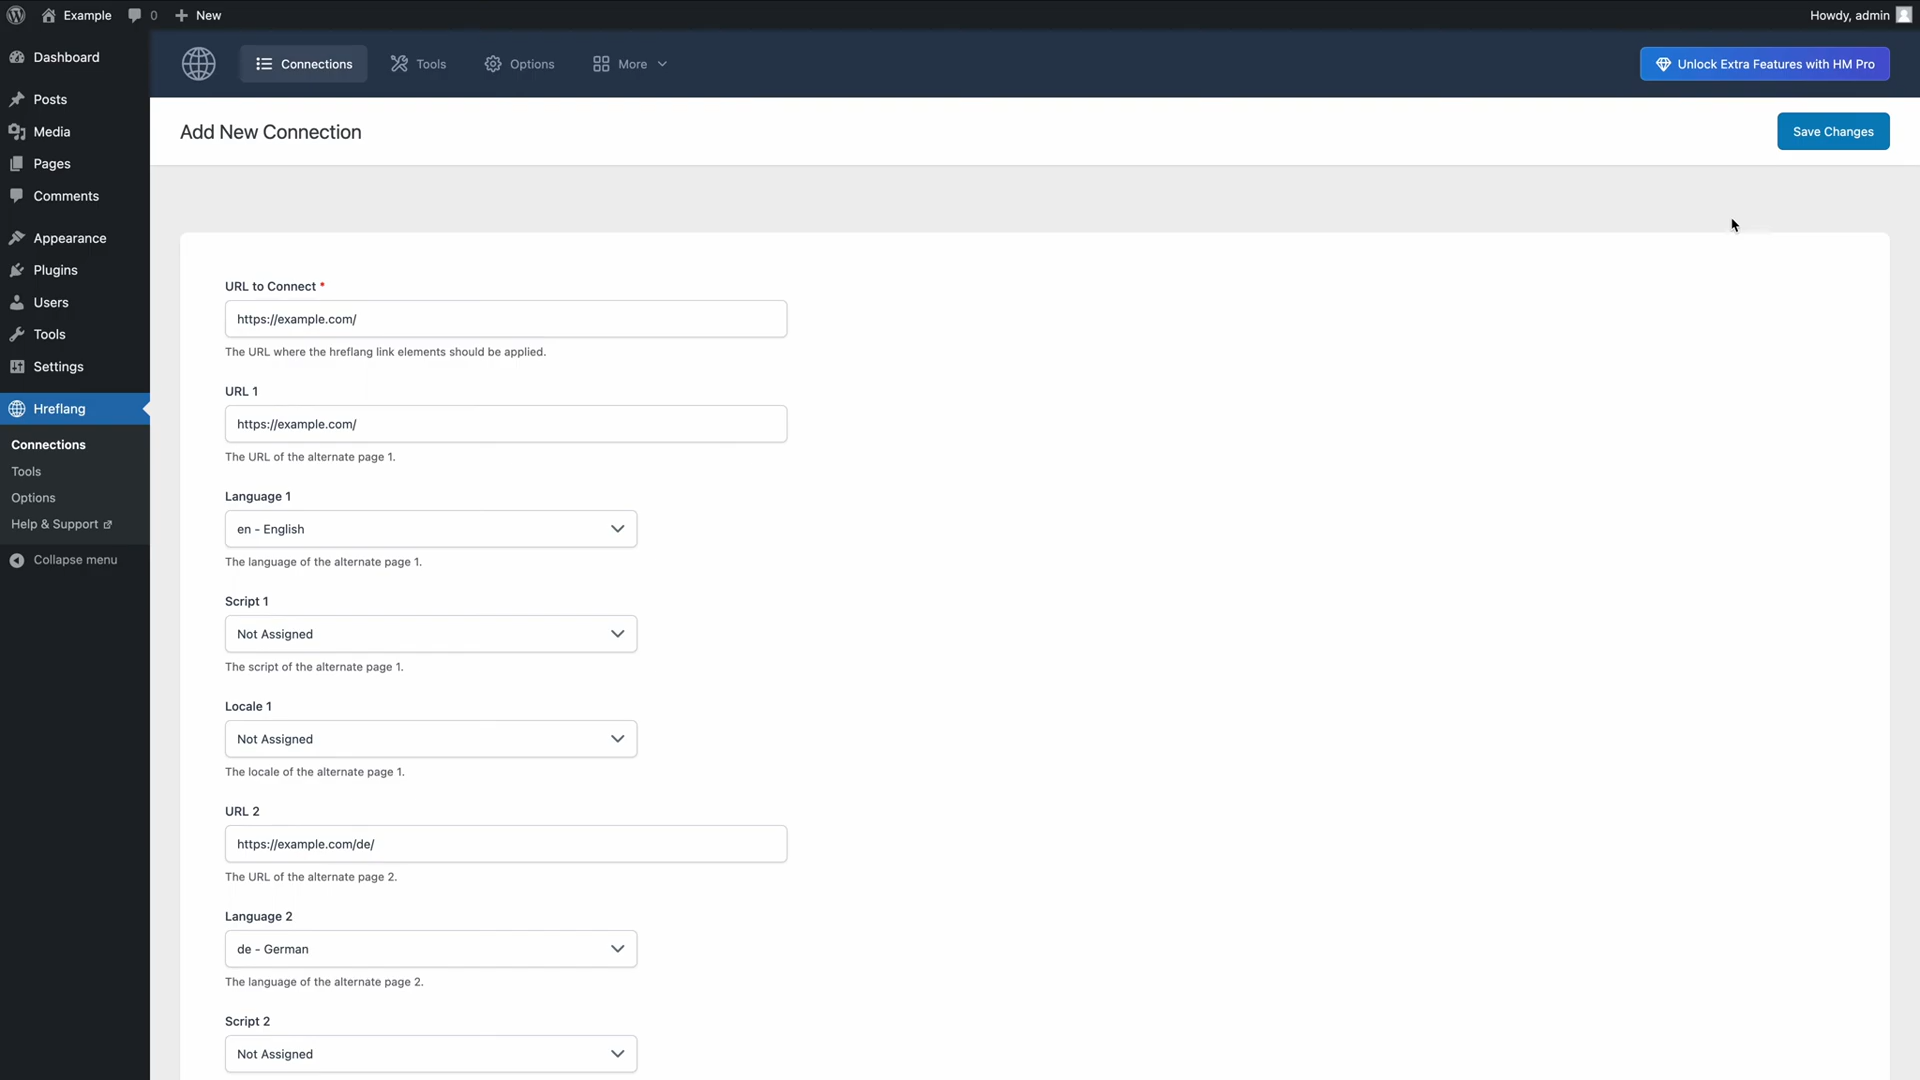 Example
0
New
Howdy, admin
Dashboard
Posts
Media
Pages
Comments
Appearance
Plugins
Users
Tools
Settings
Hreflang
Connections
Tools
Options
Help & Support
Collapse menu
Connections
Tools
Options
More
Unlock Extra Features with HM Pro
Add New Connection
Save Changes
URL to Connect *
https://example.com/
The URL where the hreflang link elements should be applied.
URL 1
https://example.com/
The URL of the alternate page 1.
Language 1
en - English
The language of the alternate page 1.
Script 1
Not Assigned
The script of the alternate page 1.
Locale 1
Not Assigned
The locale of the alternate page 1.
URL 2
https://example.com/de/
The URL of the alternate page 2.
Language 2
de - German
The language of the alternate page 2.
Script 2
Not Assigned